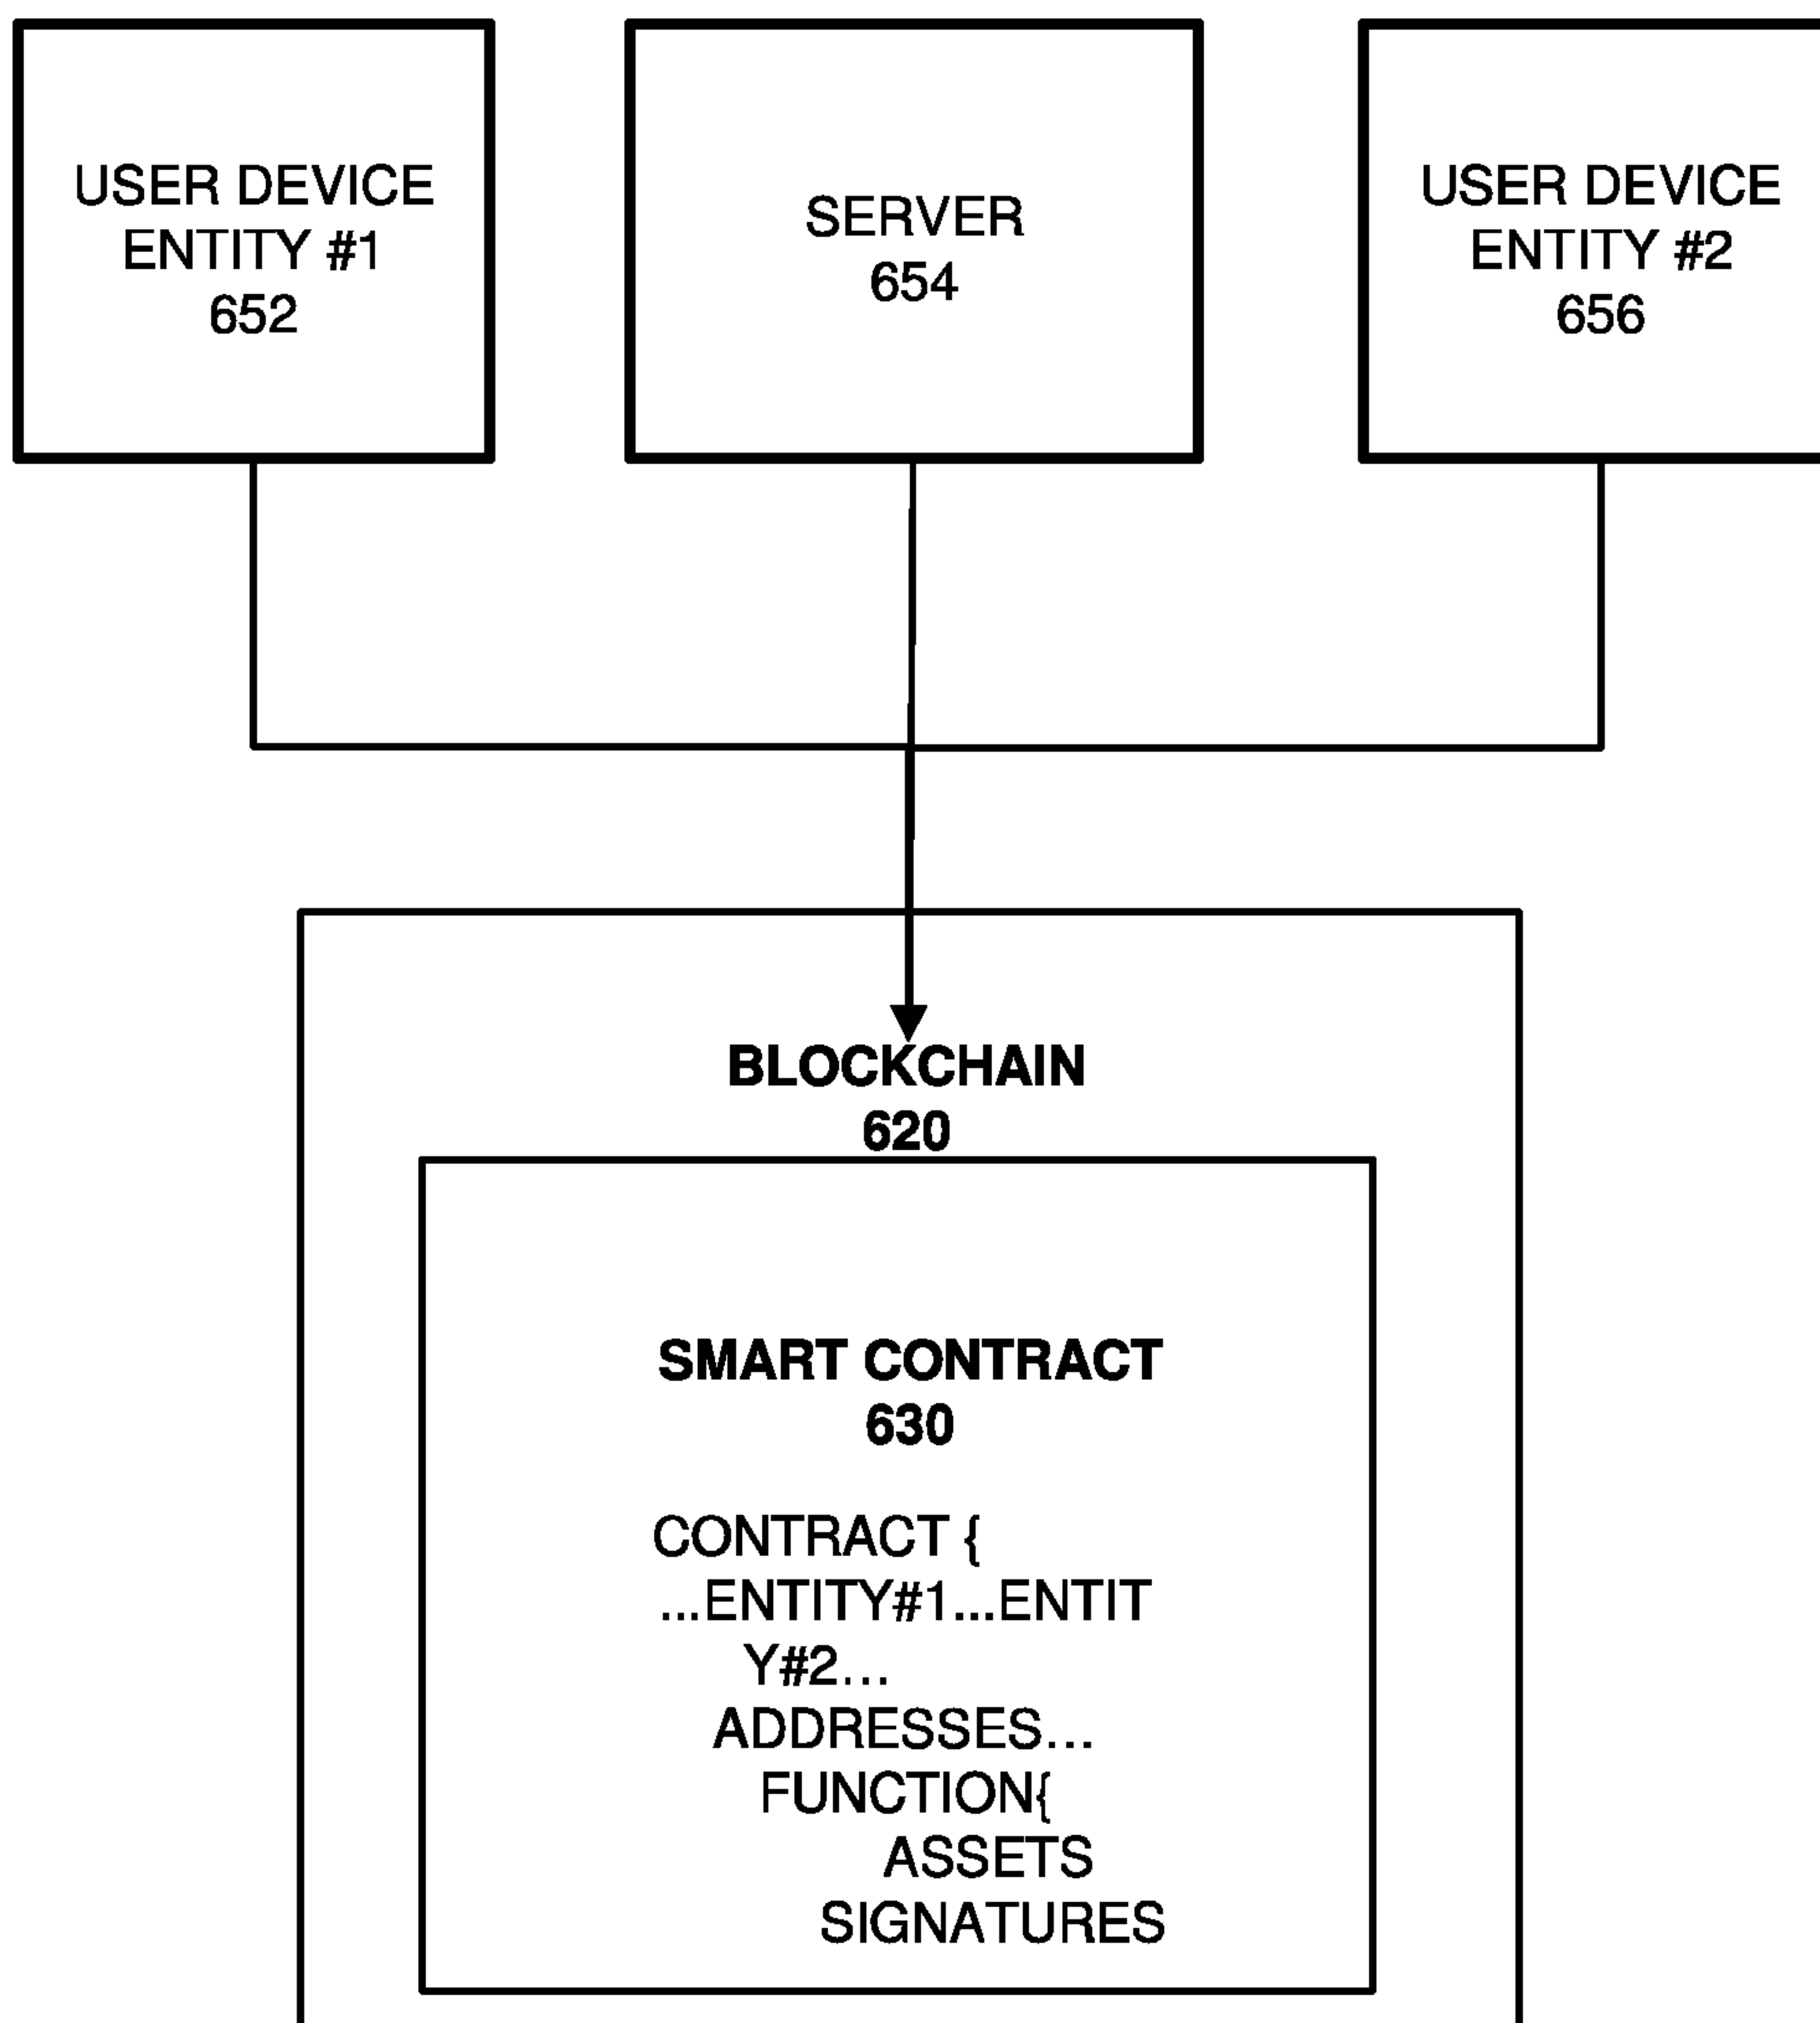 USER DEVICE
ENTITY #1
652
SERVER
654
USER DEVICE
ENTITY #2
656
BLOCKCHAIN
620
SMART CONTRACT
630
CONTRACT {
...ENTITY#1...ENTIT
Y#2...
ADDRESSES...
FUNCTION{
ASSETS
SIGNATURES